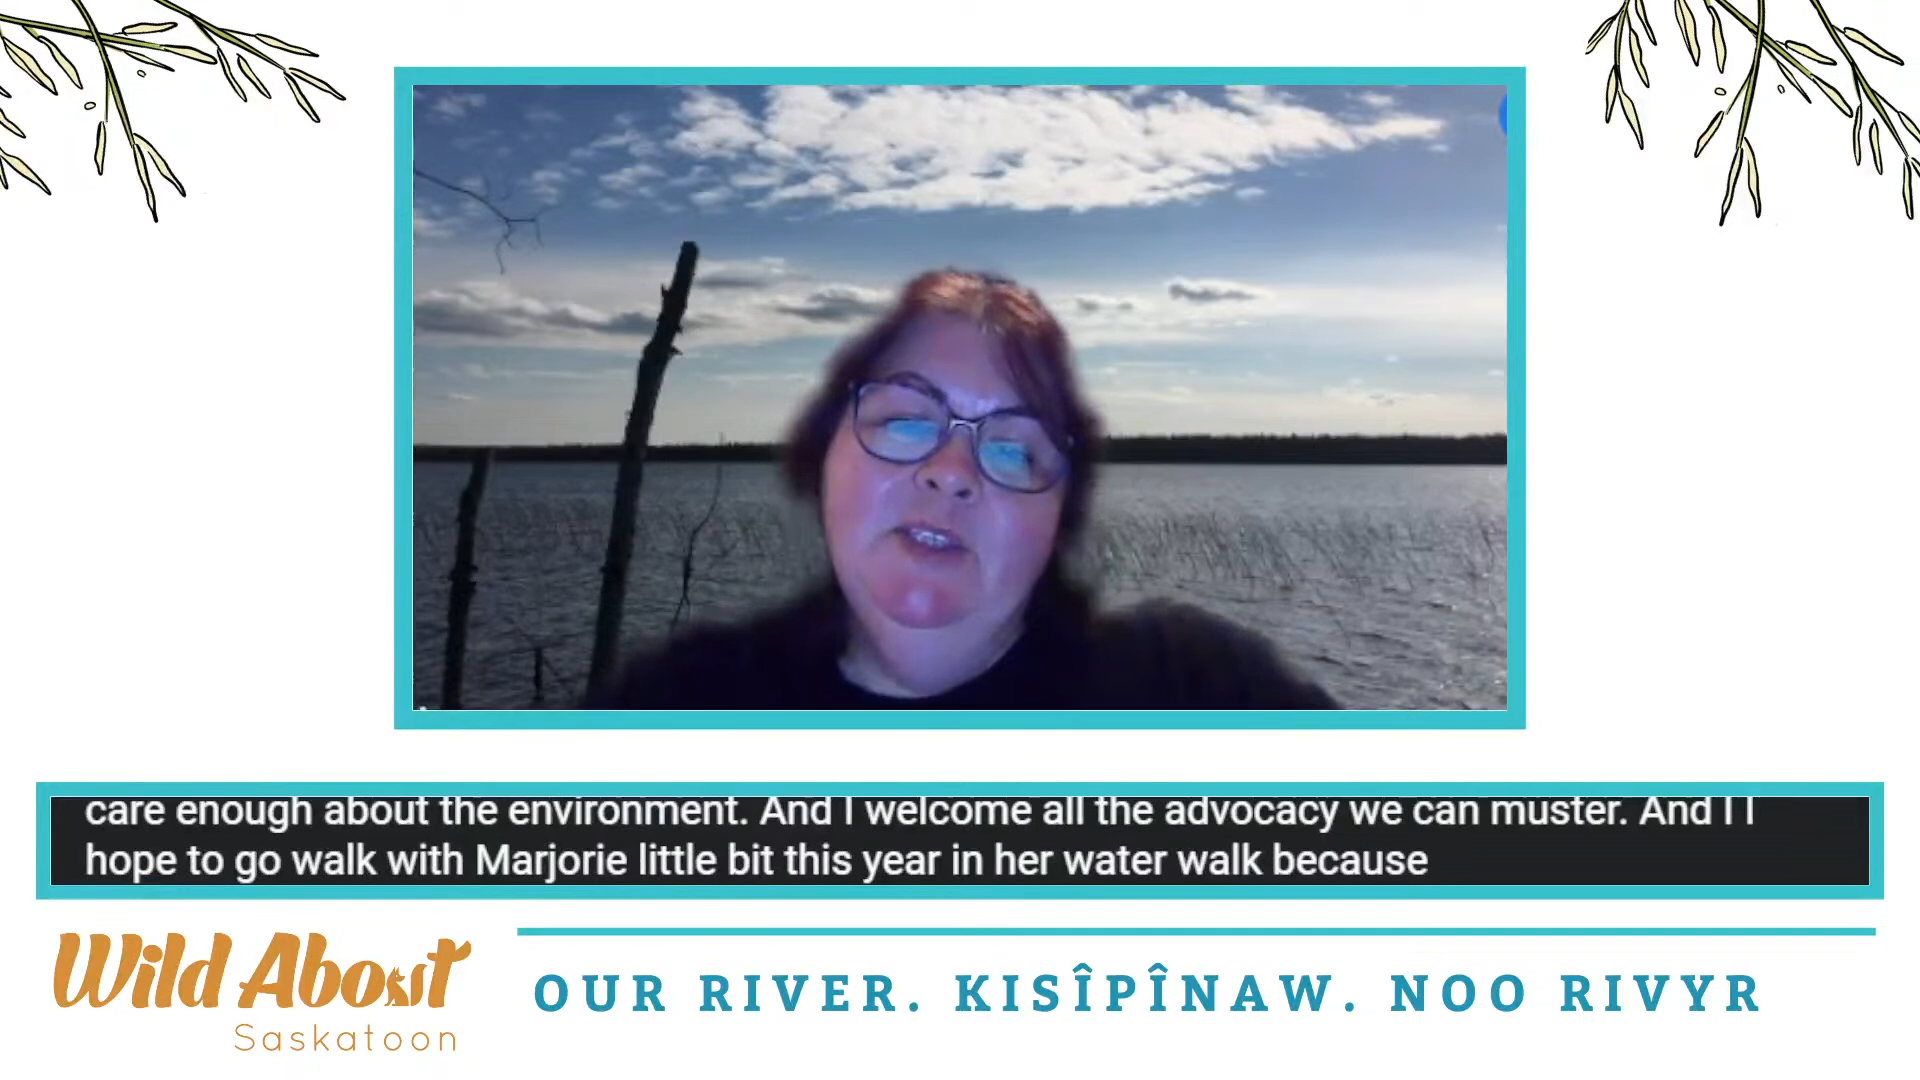 care enough about the environment. And I welcome all the advocacy we can muster. And I I
hope to go walk with Marjorie little bit this year in her water walk because
Wild About
Saskatoon
OUR RIVER. KISÎPÎNAW. NOO RIVYR